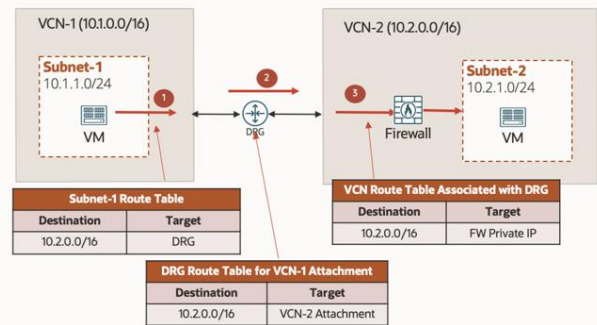 VCN-1 (10.1.0.0/16)
Subnet-1
10.1.1.0/24
VM
1
2
DRG
VCN-2 (10.2.0.0/16)
3
Firewall
Subnet-2
10.2.1.0/24
VM
Subnet-1 Route Table
Destination Target
10.2.0.0/16 DRG
VCN Route Table Associated with DRG
Destination Target
10.2.0.0/16 FW Private IP
DRG Route Table for VCN-1 Attachment
Destination Target
10.2.0.0/16 VCN-2 Attachment